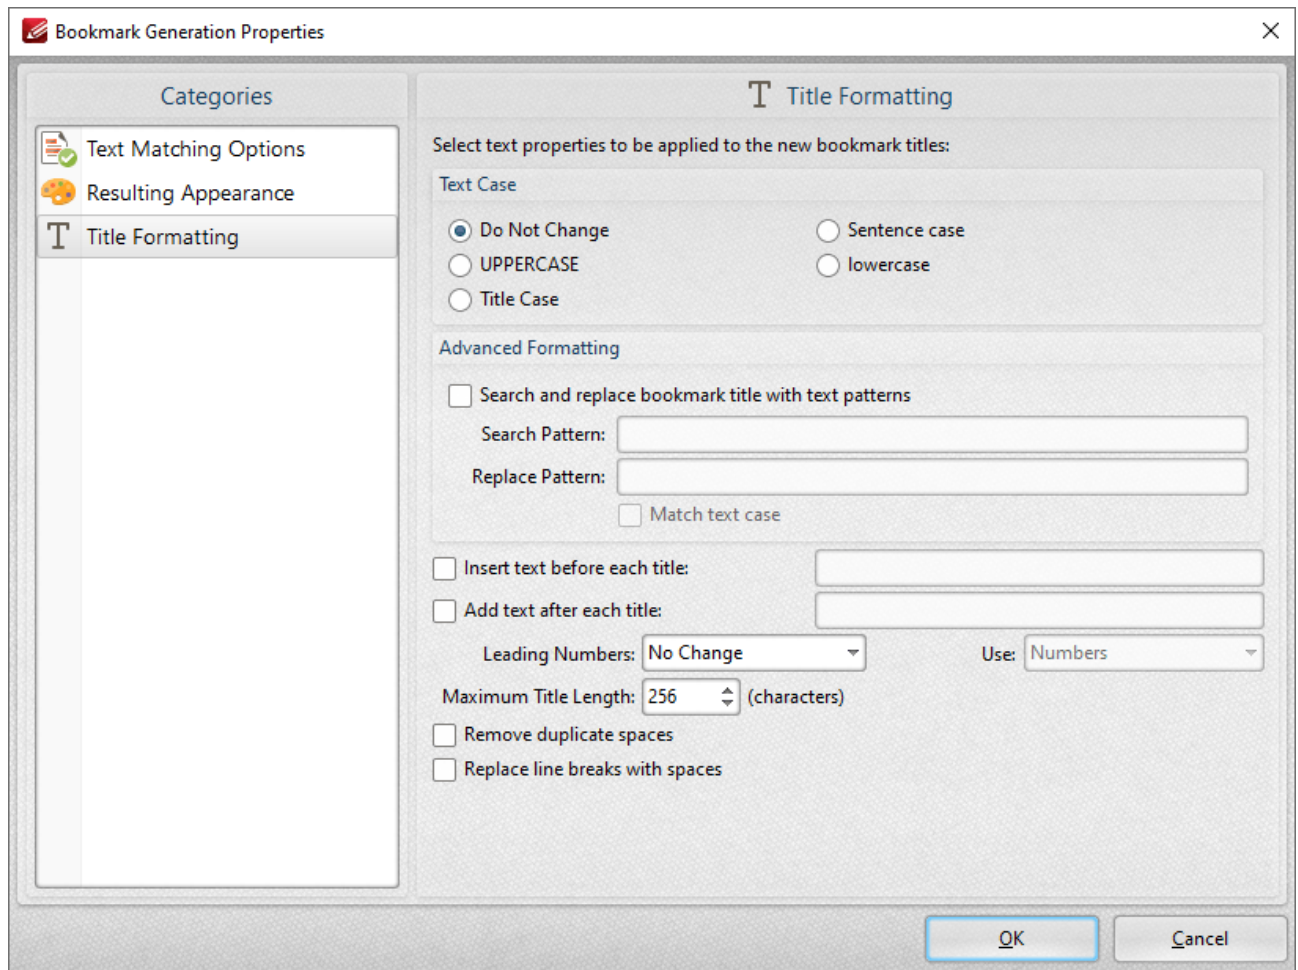 Bookmark Generation Properties
Categories
Text Matching Options
Resulting Appearance
Title Formatting
Title Formatting
Select text properties to be applied to the new bookmark titles:
Text Case
Do Not Change
Sentence case
UPPERCASE
lowercase
Title Case
Advanced Formatting
Search and replace bookmark title with text patterns
Search Pattern:
Replace Pattern:
Match text case
Insert text before each title:
Add text after each title:
Leading Numbers: No Change Use: Numbers
Maximum Title Length: 256 (characters)
Remove duplicate spaces
Replace line breaks with spaces
OK Cancel